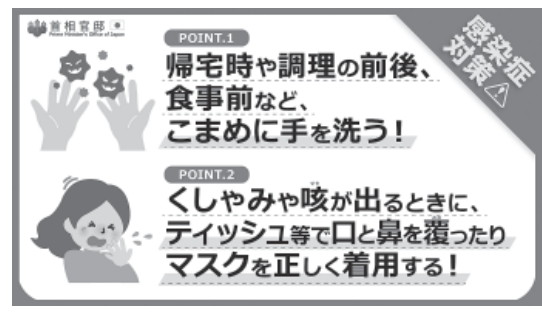 首相官邸
Prime Minister's Office of Japan
感染症
対策
POINT.1
帰宅時や調理の前後、
食事前など、
こまめに手を洗う！
POINT.2
くしゃみや咳が出るときに、
ティッシュ等で口と鼻を覆ったり
マスクを正しく着用する！